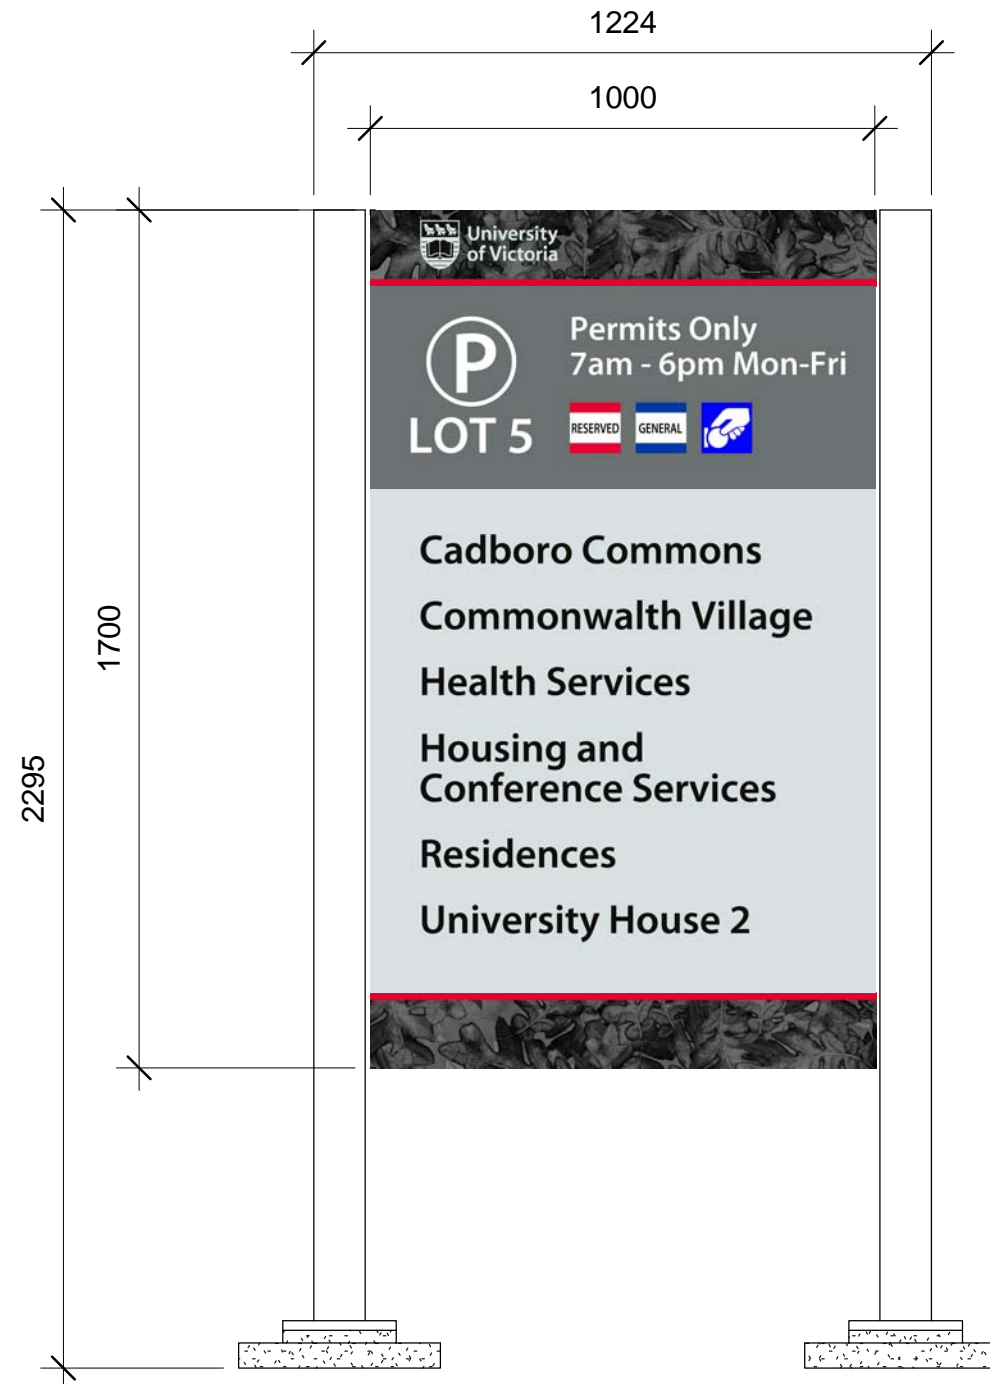 1224
1000
University
of Victoria
P
LOT 5
Permits Only
7am - 6pm Mon-Fri
RESERVED
GENERAL
1700
2295
Cadboro Commons
Commonwalth Village
Health Services
Housing and
Conference Services
Residences
University House 2